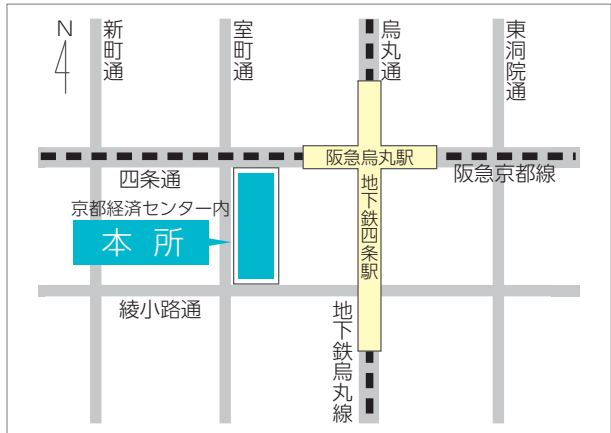 N
新町通
室町通
烏丸通
東洞院通
阪急烏丸駅
四条通
阪急京都線
京都経済センター内
本所
地下鉄四条駅
綾小路通
地下鉄烏丸線